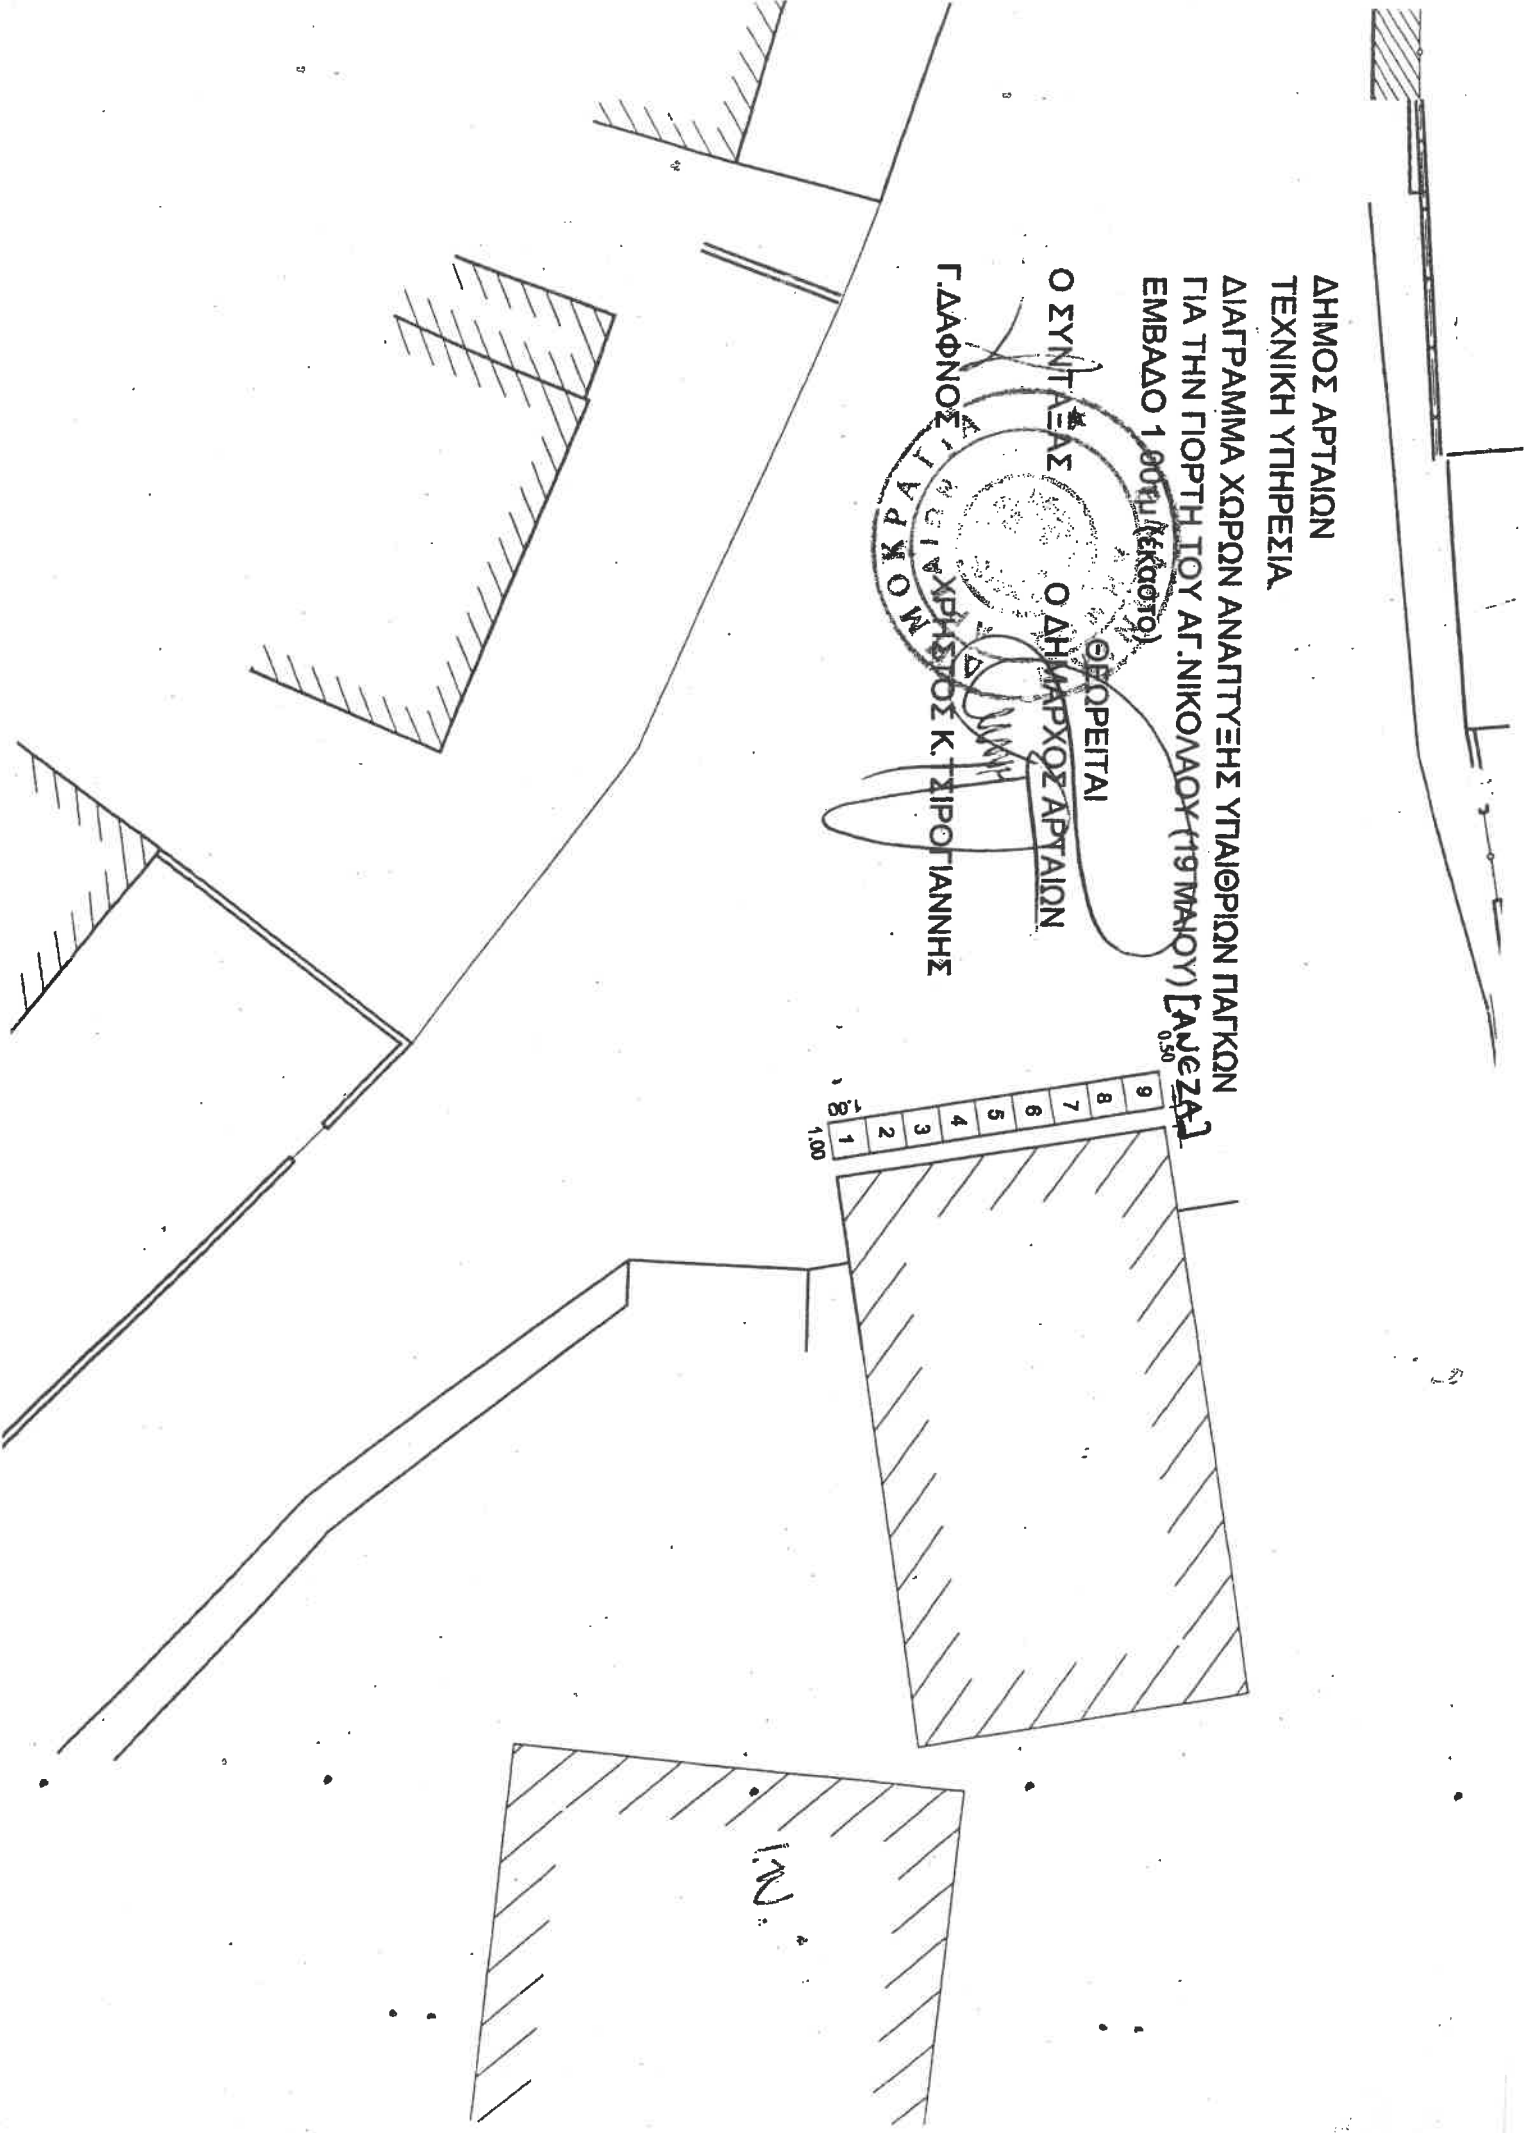 ΔΗΜΟΣ ΑΡΤΑΙΩΝ
ΤΕΧΝΙΚΗ ΥΠΗΡΕΣΙΑ
ΔΙΑΓΡΑΜΜΑ ΧΩΡΩΝ ΑΝΑΠΤΥΞΗΣ ΥΠΑΙΘΡΙΩΝ ΠΑΓΚΩΝ
ΓΙΑ ΤΗΝ ΓΙΟΡΤΗ ΤΟΥ ΑΓ.ΝΙΚΟΛΑΟΥ (19 ΜΑΙΟΥ) [ΑΝΕΖΑ]
ΕΜΒΑΔΟ 1.00τμ (έκαστο)
ΘΕΩΡΕΙΤΑΙ
Ο ΣΥΝΤΑΞΑΣ Ο ΔΗΜΑΡΧΟΣ ΑΡΤΑΙΩΝ
Γ.ΔΑΦΝΟΣ ΧΡΗΣΤΟΣ Κ.ΤΣΙΡΟΓΙΑΝΝΗΣ
0.50
9
8
7
6
5
4
3
2
1
1.00
1.00
Ι.Ν.